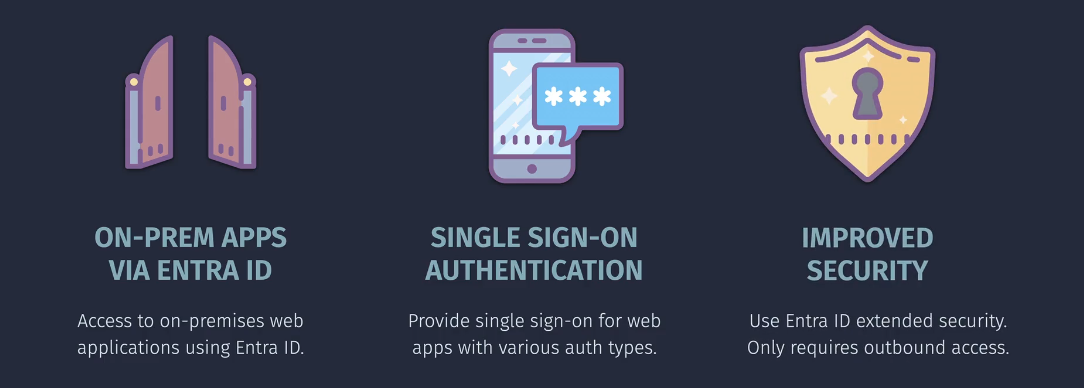 ON-PREM APPS
VIA ENTRA ID
Access to on-premises web
applications using Entra ID.
SINGLE SIGN-ON
AUTHENTICATION
Provide single sign-on for web
apps with various auth types.
IMPROVED
SECURITY
Use Entra ID extended security.
Only requires outbound access.